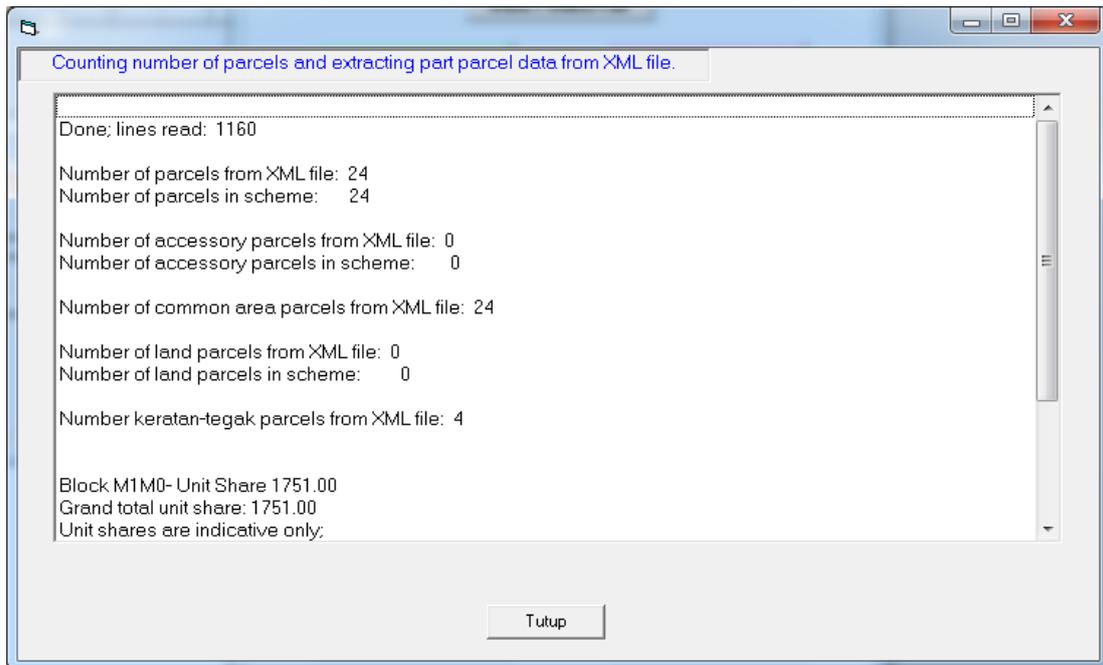 Counting number of parcels and extracting part parcel data from XML file.
Done; lines read: 1160
Number of parcels from XML file: 24
Number of parcels in scheme: 24
Number of accessory parcels from XML file: 0
Number of accessory parcels in scheme: 0
Number of common area parcels from XML file: 24
Number of land parcels from XML file: 0
Number of land parcels in scheme: 0
Number keratan-tegak parcels from XML file: 4
Block M1M0- Unit Share 1751.00
Grand total unit share: 1751.00
Unit shares are indicative only;
Tutup